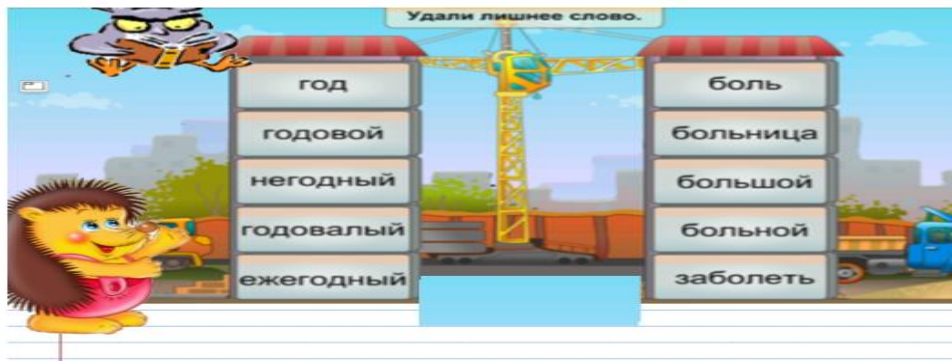 Удали лишнее слово.
год
годовой
негодный
годовалый
ежегодный
боль
больница
большой
больной
заболеть